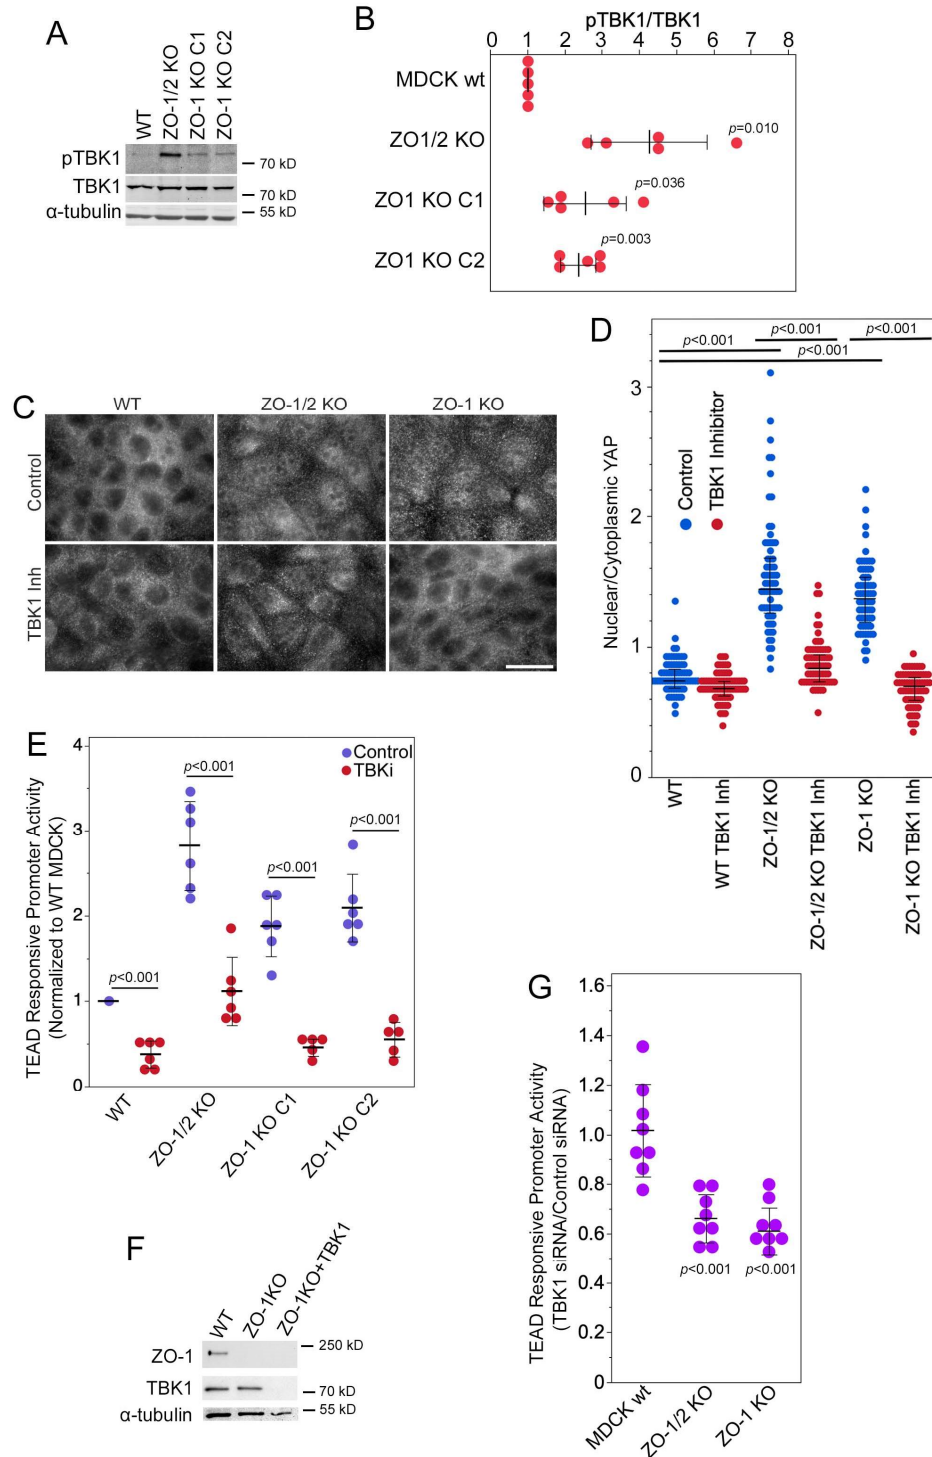 A
WT
ZO-1/2 KO
ZO-1 KO C1
ZO-1 KO C2
pTBK1
70 kD
TBK1
70 kD
α-tubulin
55 kD
B
pTBK1/TBK1
0 1 2 3 4 5 6 7 8
MDCK wt
ZO1/2 KO
p=0.010
ZO1 KO C1
p=0.036
ZO1 KO C2
p=0.003
C
WT
ZO-1/2 KO
ZO-1 KO
Control
TBK1 Inh
D
p<0.001
p<0.001
p<0.001
p<0.001
Nuclear/Cytoplasmic YAP
3
2
1
0
Control
TBK1 Inhibitor
WT
WT TBK1 Inh
ZO-1/2 KO
ZO-1/2 KO TBK1 Inh
ZO-1 KO
ZO-1 KO TBK1 Inh
E
TEAD Responsive Promoter Activity
(Normalized to WT MDCK)
4
3
2
1
0
Control
TBKi
p<0.001
p<0.001
p<0.001
p<0.001
WT
ZO-1/2 KO
ZO-1 KO C1
ZO-1 KO C2
F
WT
ZO-1KO
ZO-1KO+TBK1
ZO-1
250 kD
TBK1
70 kD
α-tubulin
55 kD
G
TEAD Responsive Promoter Activity
(TBK1 siRNA/Control siRNA)
1.6
1.4
1.2
1.0
0.8
0.6
0.4
0.2
0
p<0.001
p<0.001
MDCK wt
ZO-1/2 KO
ZO-1 KO